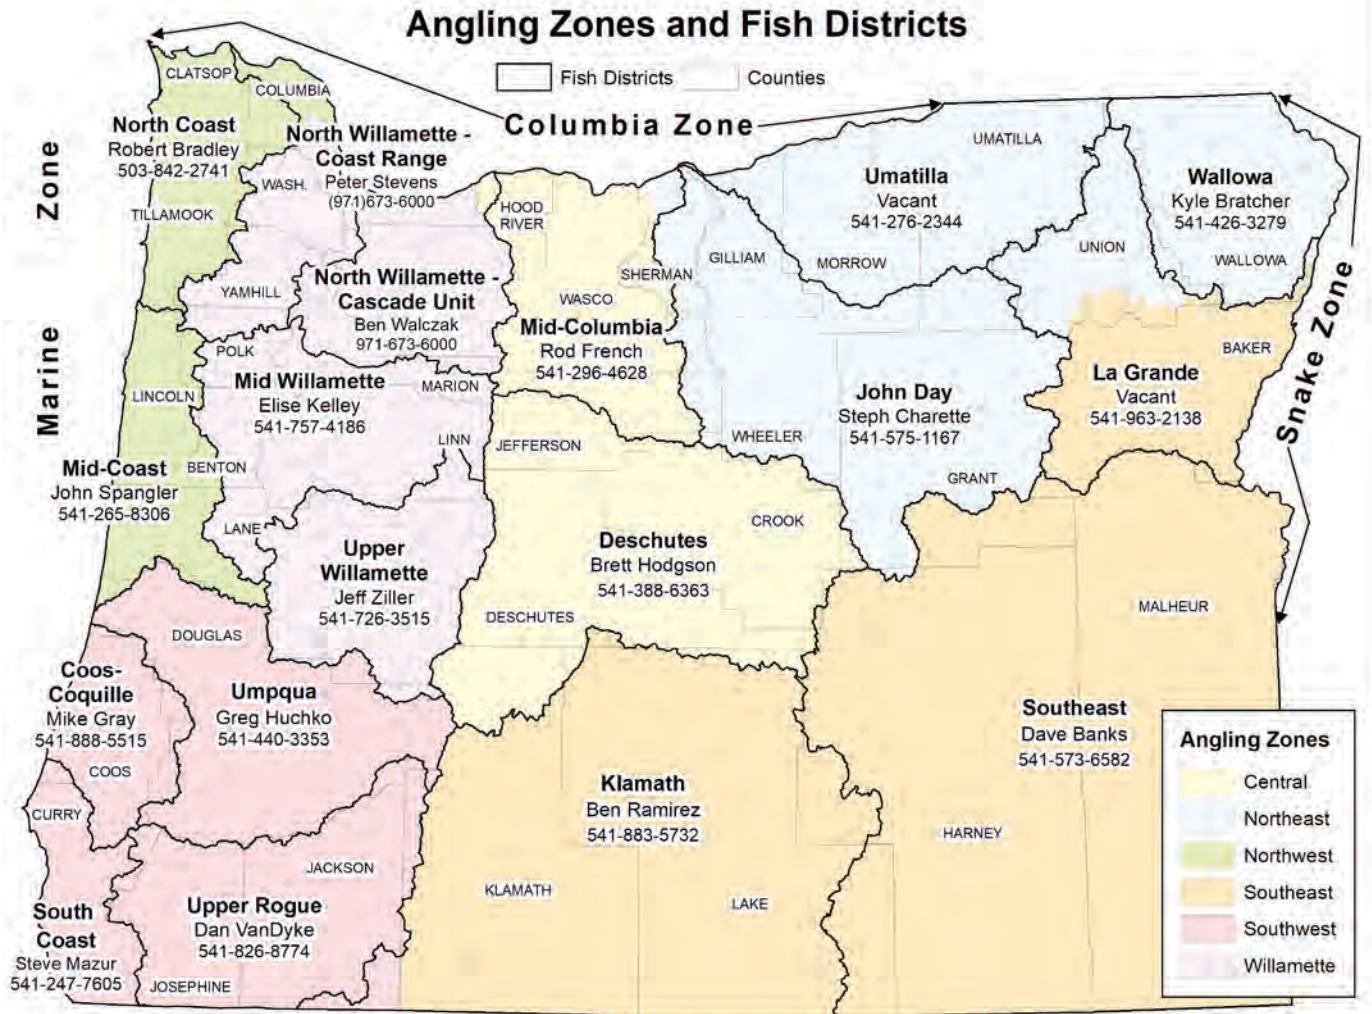 Angling Zones and Fish Districts
Fish Districts
Counties
Columbia Zone
Marine Zone
Snake Zone
CLATSOP
COLUMBIA
North Coast
Robert Bradley
503-842-2741
North Willamette -
Coast Range
Peter Stevens
(971)673-6000
WASH.
TILLAMOOK
YAMHILL
North Willamette -
Cascade Unit
Ben Walczak
971-673-6000
HOOD
RIVER
SHERMAN
WASCO
Mid-Columbia
Rod French
541-296-4628
GILLIAM
MORROW
UMATILLA
Umatilla
Vacant
541-276-2344
UNION
Wallowa
Kyle Bratcher
541-426-3279
WALLOWA
POLK
Mid Willamette
Elise Kelley
541-757-4186
MARION
LINN
LINCOLN
BENTON
Mid-Coast
John Spangler
541-265-8306
LANE
Upper
Willamette
Jeff Ziller
541-726-3515
JEFFERSON
WHEELER
John Day
Steph Charette
541-575-1167
GRANT
BAKER
La Grande
Vacant
541-963-2138
CROOK
Deschutes
Brett Hodgson
541-388-6363
DESCHUTES
MALHEUR
DOUGLAS
Coos-
Coquille
Mike Gray
541-888-5515
COOS
Umpqua
Greg Huchko
541-440-3353
CURRY
Klamath
Ben Ramirez
541-883-5732
Southeast
Dave Banks
541-573-6582
HARNEY
KLAMATH
LAKE
JACKSON
Upper Rogue
Dan VanDyke
541-826-8774
JOSEPHINE
South
Coast
Steve Mazur
541-247-7605
Angling Zones
Central
Northeast
Northwest
Southeast
Southwest
Willamette